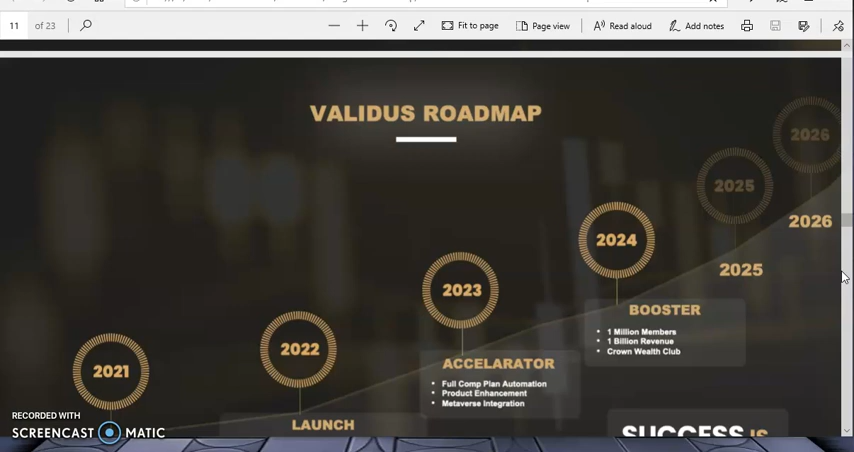 11 of 23 Fit to page Page view Read aloud Add notes
VALIDUS ROADMAP
2026
2025
2024
2026
2025
2023
BOOSTER
• 1 Million Members
• 1 Billion Revenue
• Crown Wealth Club
2022
2021
ACCELARATOR
• Full Comp Plan Automation
• Product Enhancement
• Metaverse Integration
LAUNCH
SUCCESS IS
RECORDED WITH
SCREENCAST MATIC